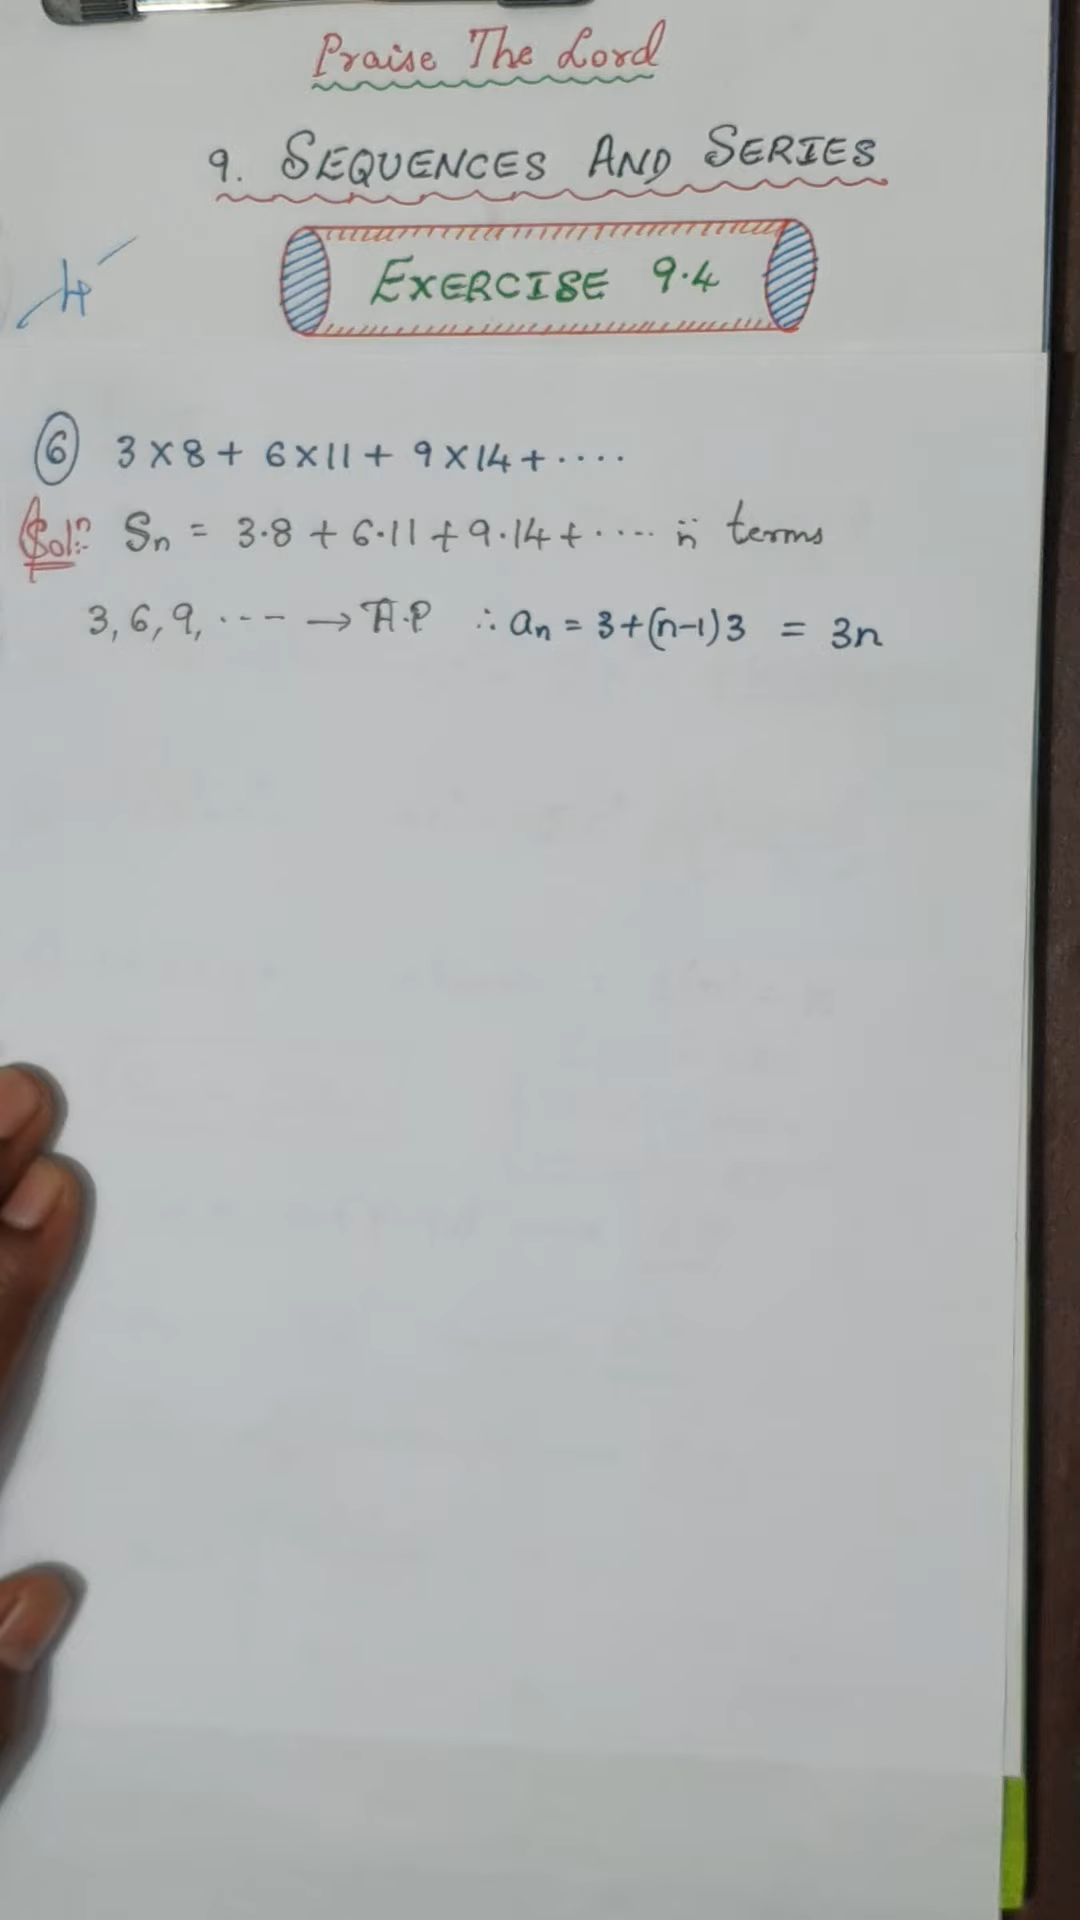 Praise The Lord
9. SEQUENCES AND SERIES
EXERCISE 9.4
6 3×8 + 6×11 + 9×14 + ....
Solⁿ:- Sn = 3·8 + 6·11 + 9·14 + .... n terms
3, 6, 9, ---- → A.P ∴ an = 3+(n-1)3 = 3n